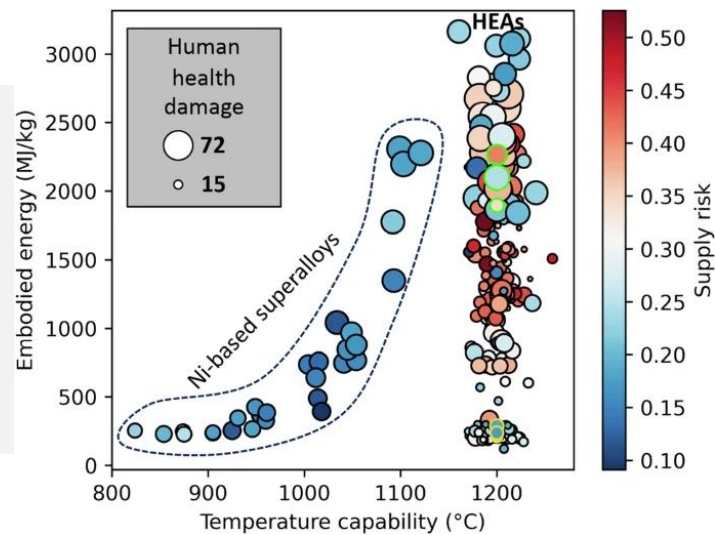 HEAs
Human
health
damage
72
15
Ni-based superalloys
3000
2500
2000
1500
1000
500
0
Embodied energy (MJ/kg)
800
900
1000
1100
1200
Temperature capability (°C)
0.50
0.45
0.40
0.35
0.30
0.25
0.20
0.15
0.10
Supply risk